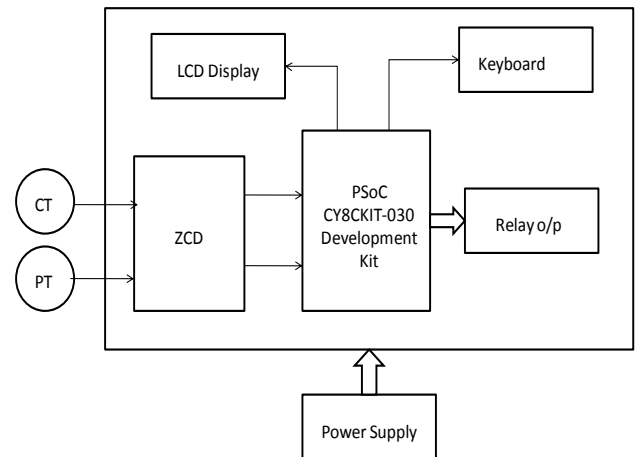 LCD Display
Keyboard
CT
PT
ZCD
PSoC
CY8CKIT-030
Development
Kit
Relay o/p
Power Supply